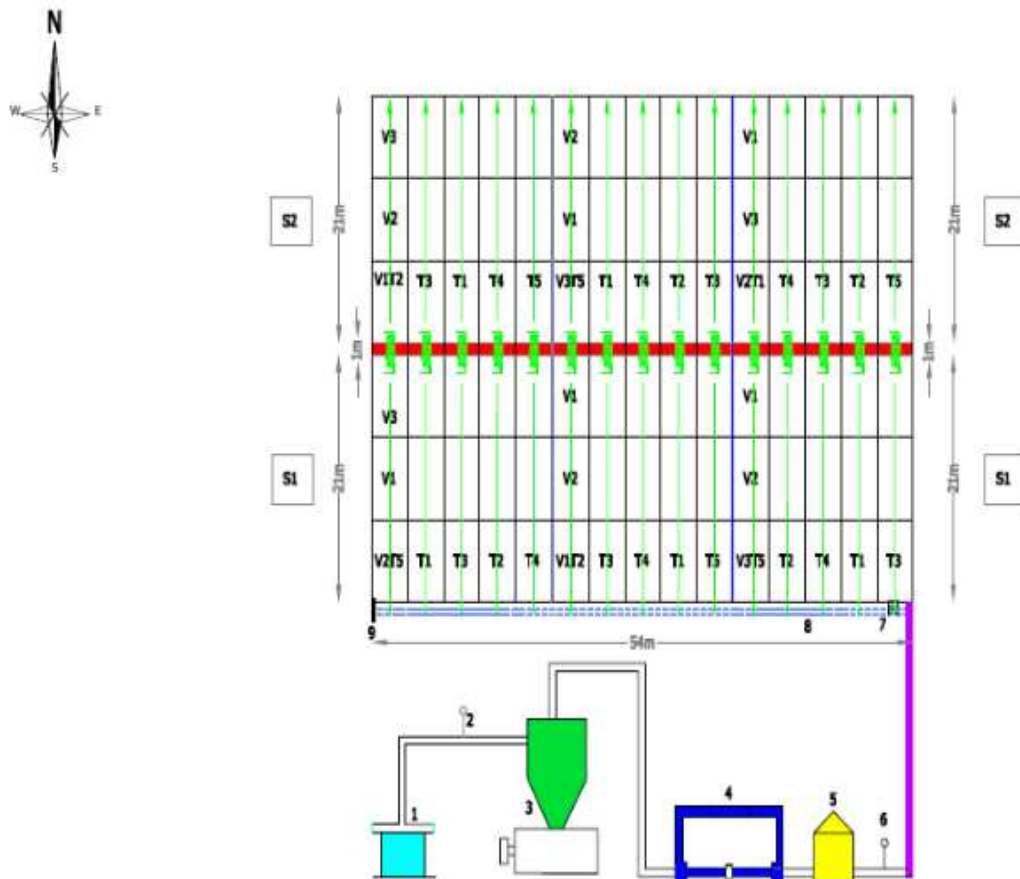 N
W E
S
V3 V2 V1
S2 21m V2 V1 V3 21m S2
V1T2 T3 T1 T4 T5 V3T5 T1 T4 T2 T3 V2T1 T4 T3 T2 T5
1m 1m
V3 V1 V1
S1 21m V1 V2 V2 21m S1
V2T5 T1 T3 T2 T4 V1T2 T3 T4 T1 T5 V3T5 T2 T4 T1 T3
9 8 7
54m
2
1 3 4 5 6